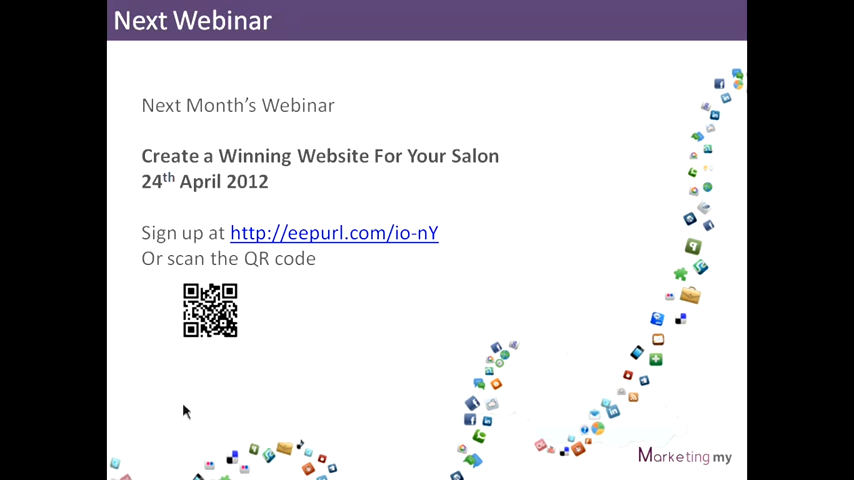 Next Webinar
Next Month's Webinar
Create a Winning Website For Your Salon
24th April 2012
Sign up at http://eepurl.com/io-nY
Or scan the QR code
Marketing my